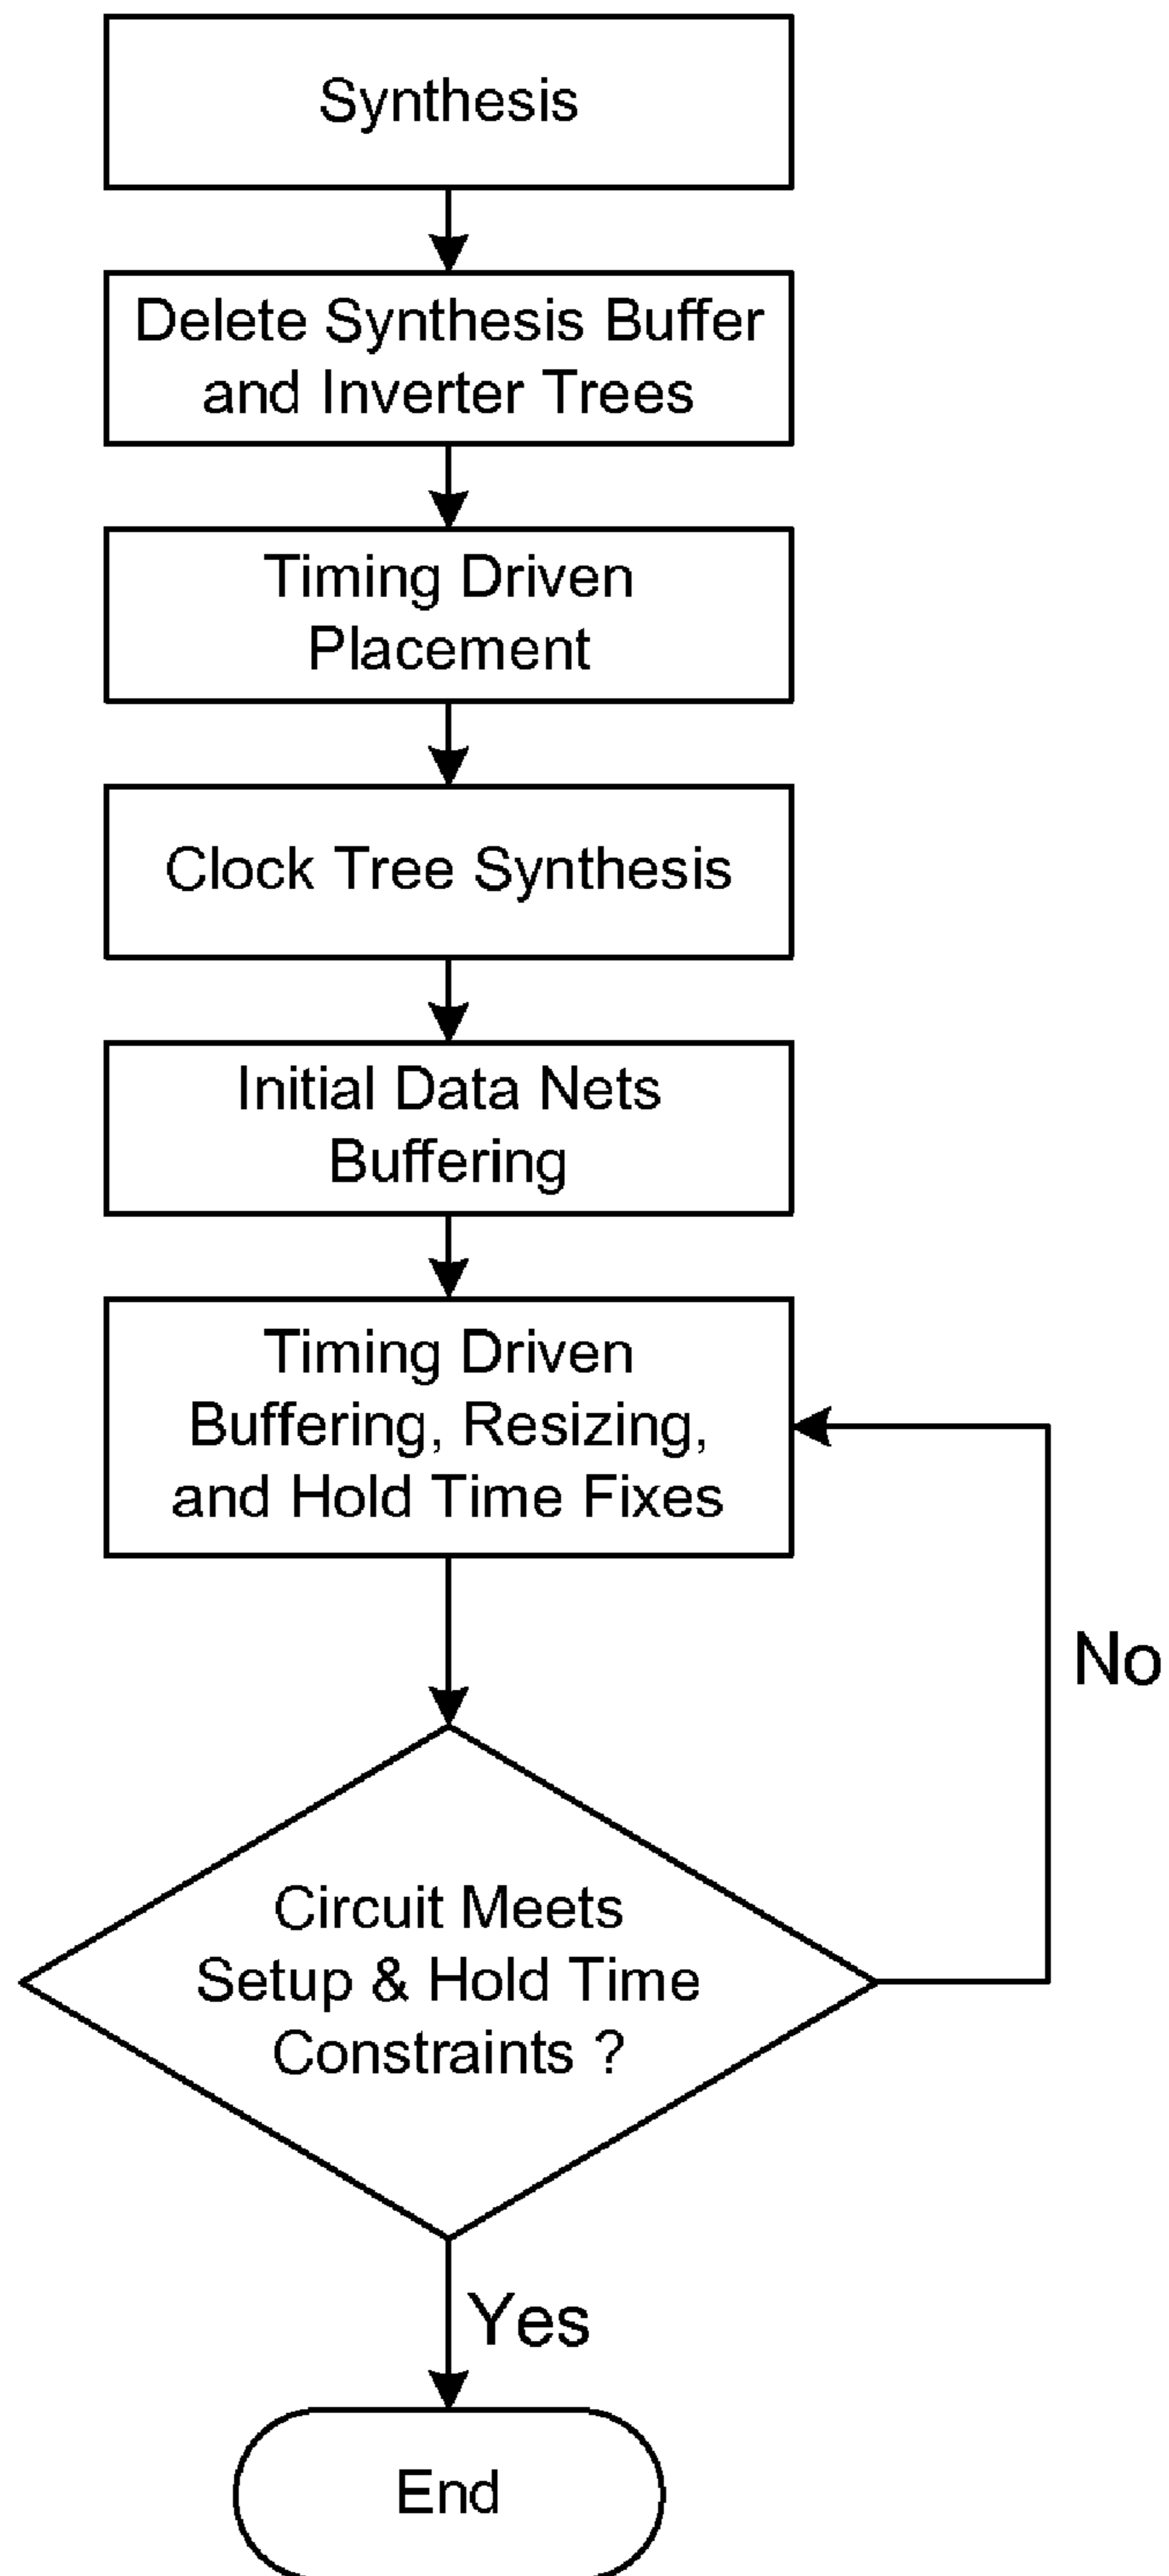 Synthesis
Delete Synthesis Buffer
and Inverter Trees
Timing Driven
Placement
Clock Tree Synthesis
Initial Data Nets
Buffering
Timing Driven
Buffering, Resizing,
and Hold Time Fixes
No
Circuit Meets
Setup & Hold Time
Constraints ?
Yes
End